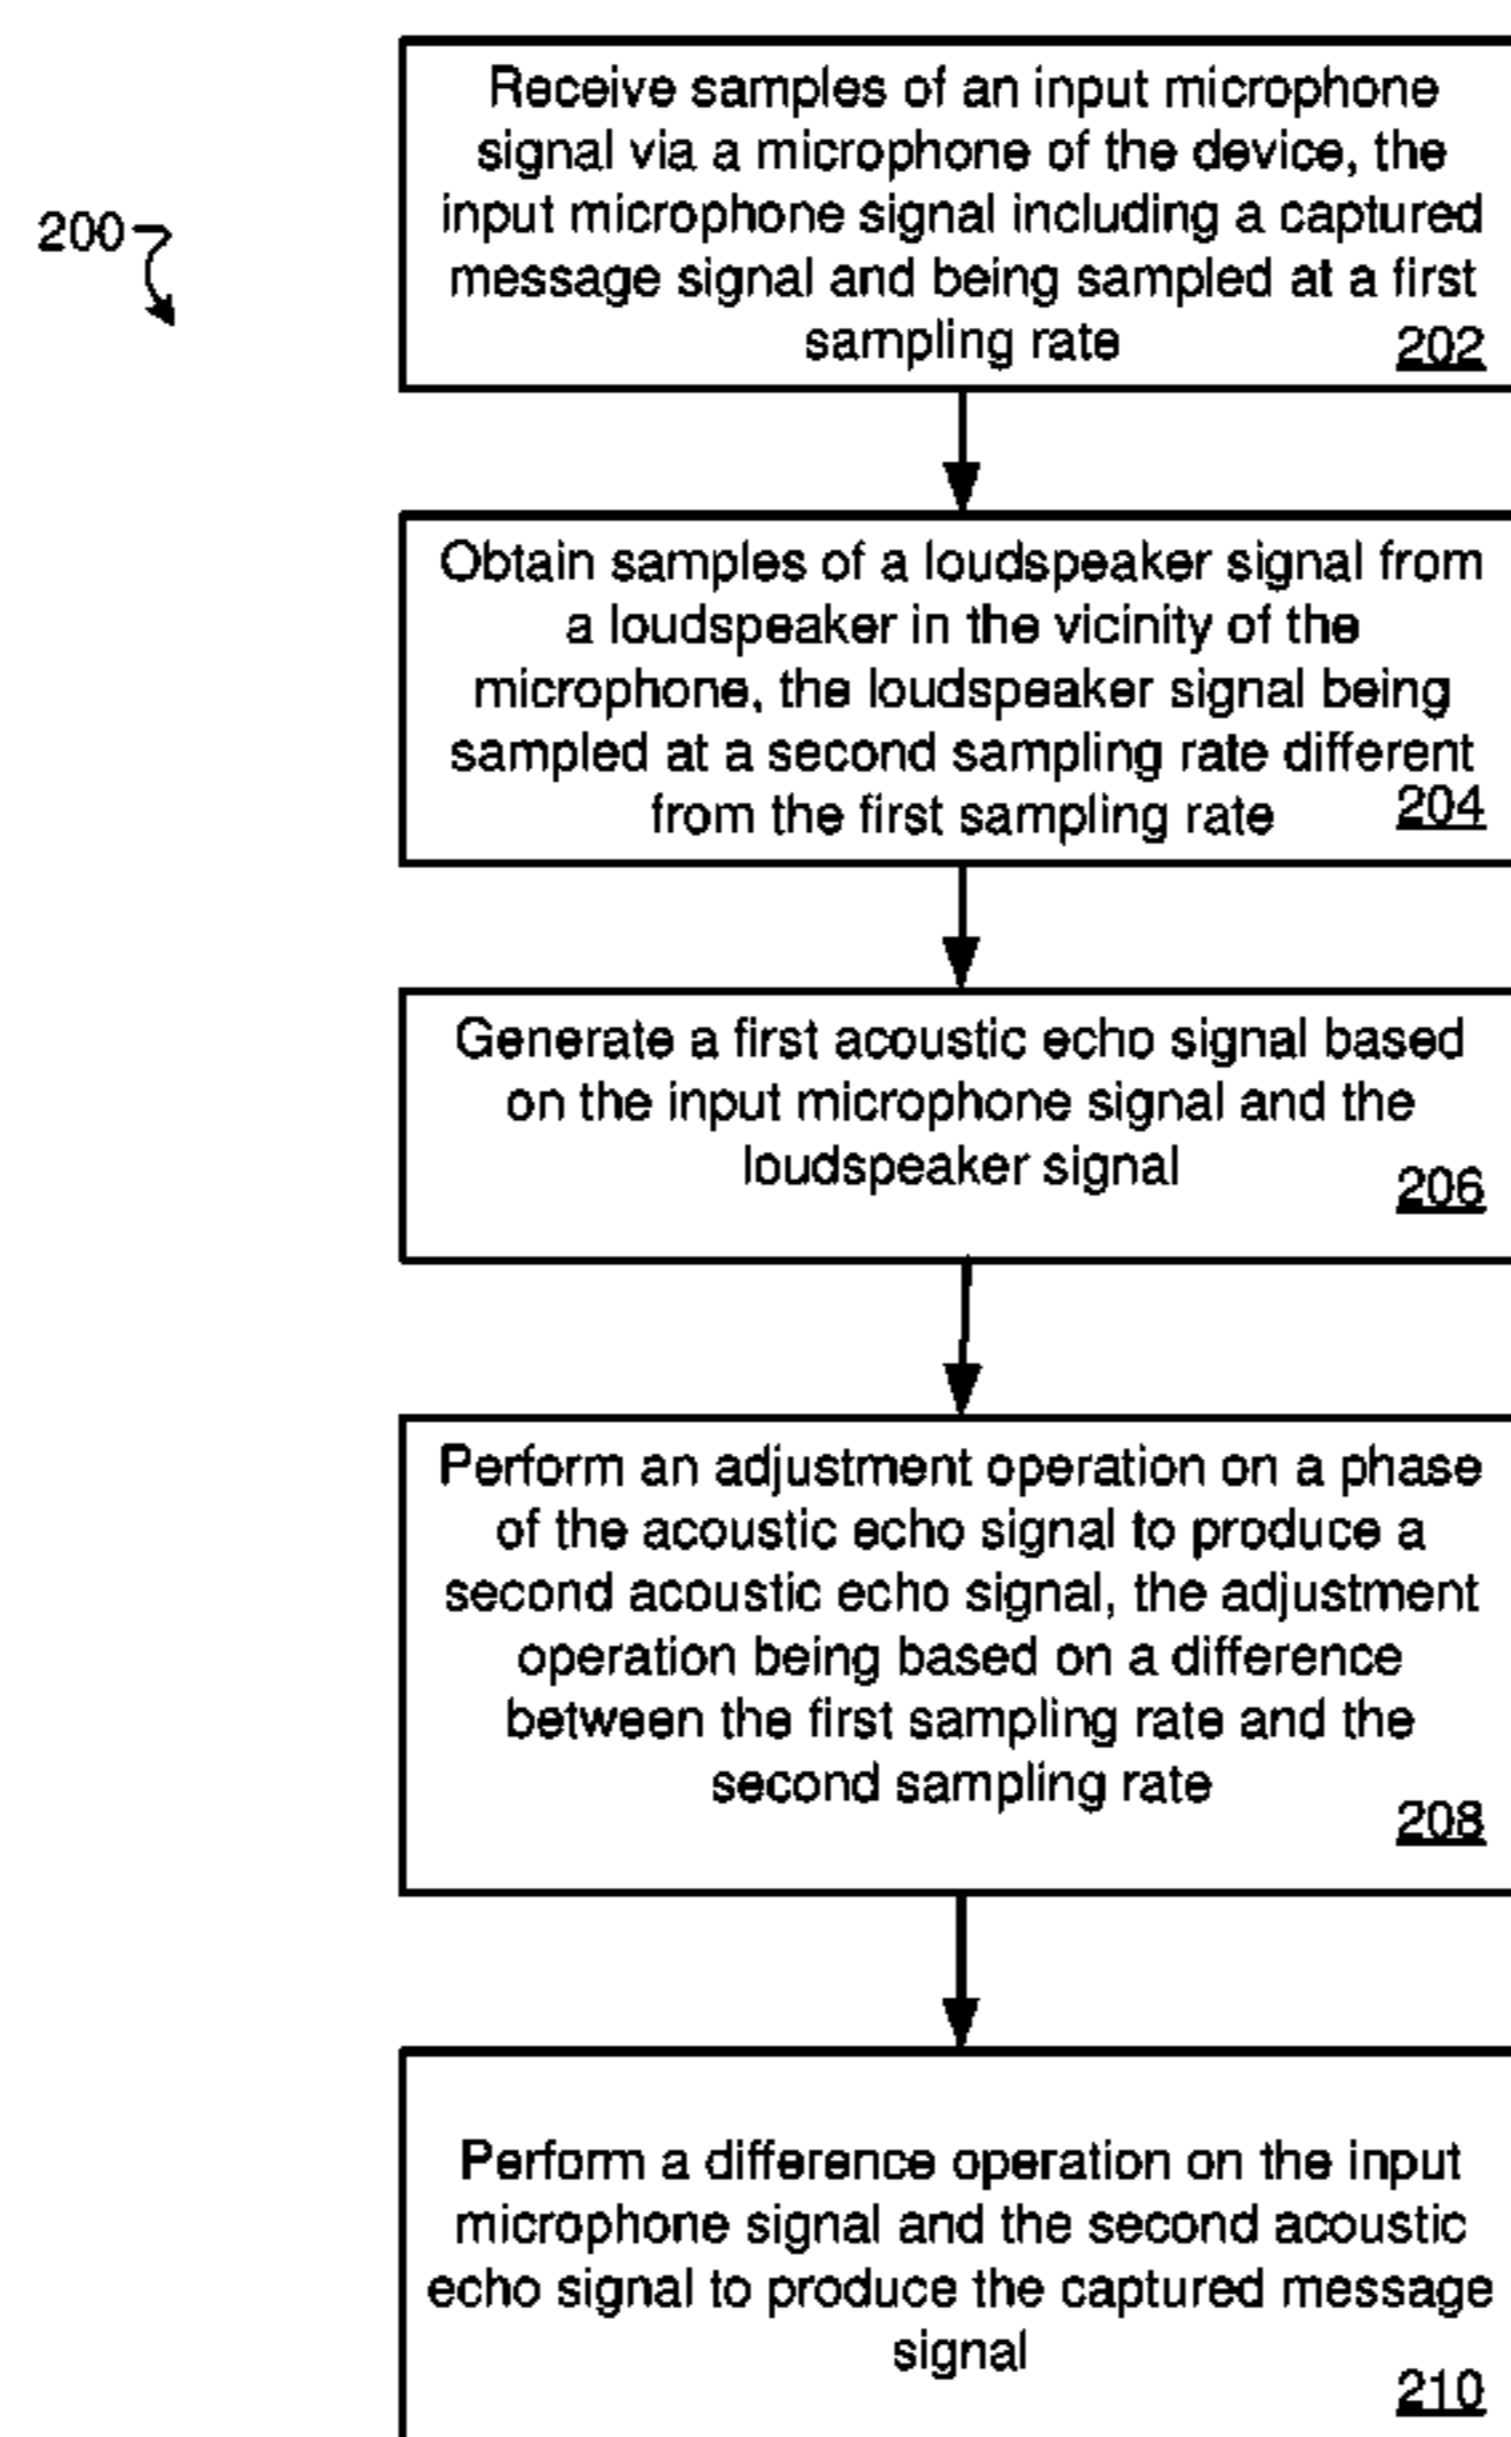 Receive samples of an input microphone
signal via a microphone of the device, the
input microphone signal including a captured
message signal and being sampled at a first
sampling rate
202
200
Obtain samples of a loudspeaker signal from
a loudspeaker in the vicinity of the
microphone, the loudspeaker signal being
sampled at a second sampling rate different
from the first sampling rate
204
Generate a first acoustic echo signal based
on the input microphone signal and the
loudspeaker signal
206
Perform an adjustment operation on a phase
of the acoustic echo signal to produce a
second acoustic echo signal, the adjustment
operation being based on a difference
between the first sampling rate and the
second sampling rate
208
Perform a difference operation on the input
microphone signal and the second acoustic
echo signal to produce the captured message
signal
210